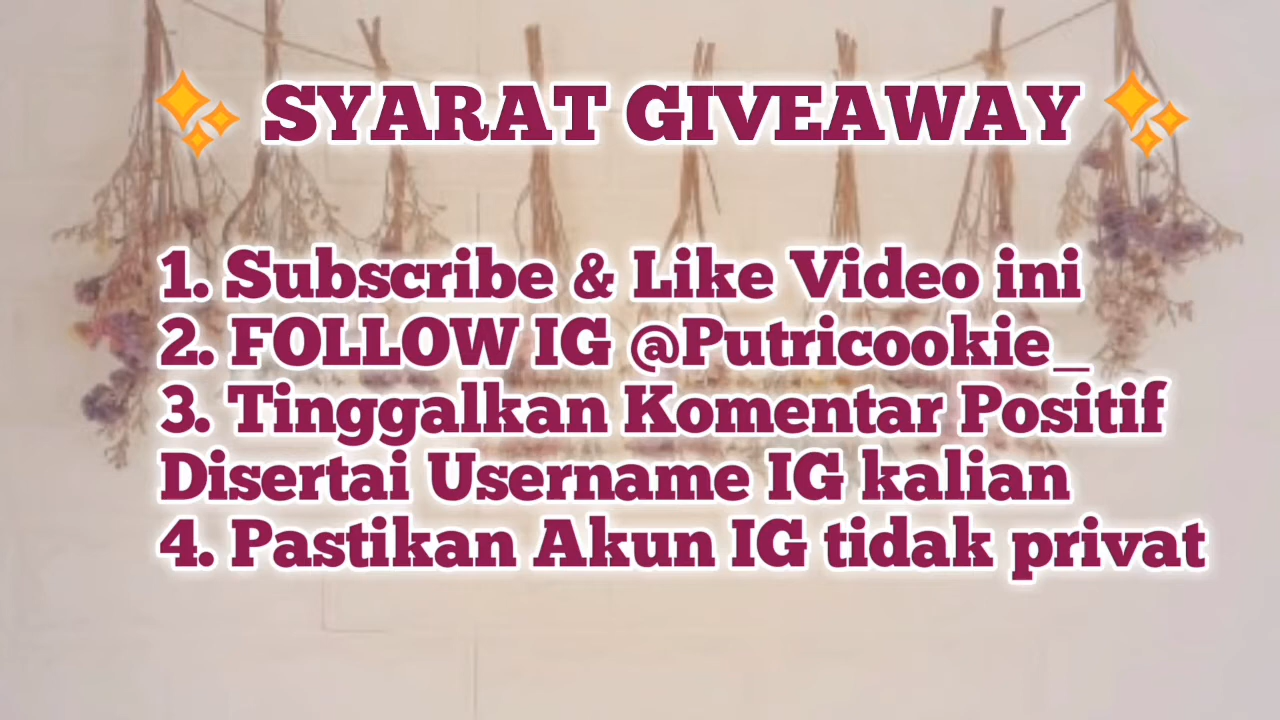 ✨ SYARAT GIVEAWAY ✨
1. Subscribe & Like Video ini
2. FOLLOW IG @Putricookie_
3. Tinggalkan Komentar Positif
Disertai Username IG kalian
4. Pastikan Akun IG tidak privat